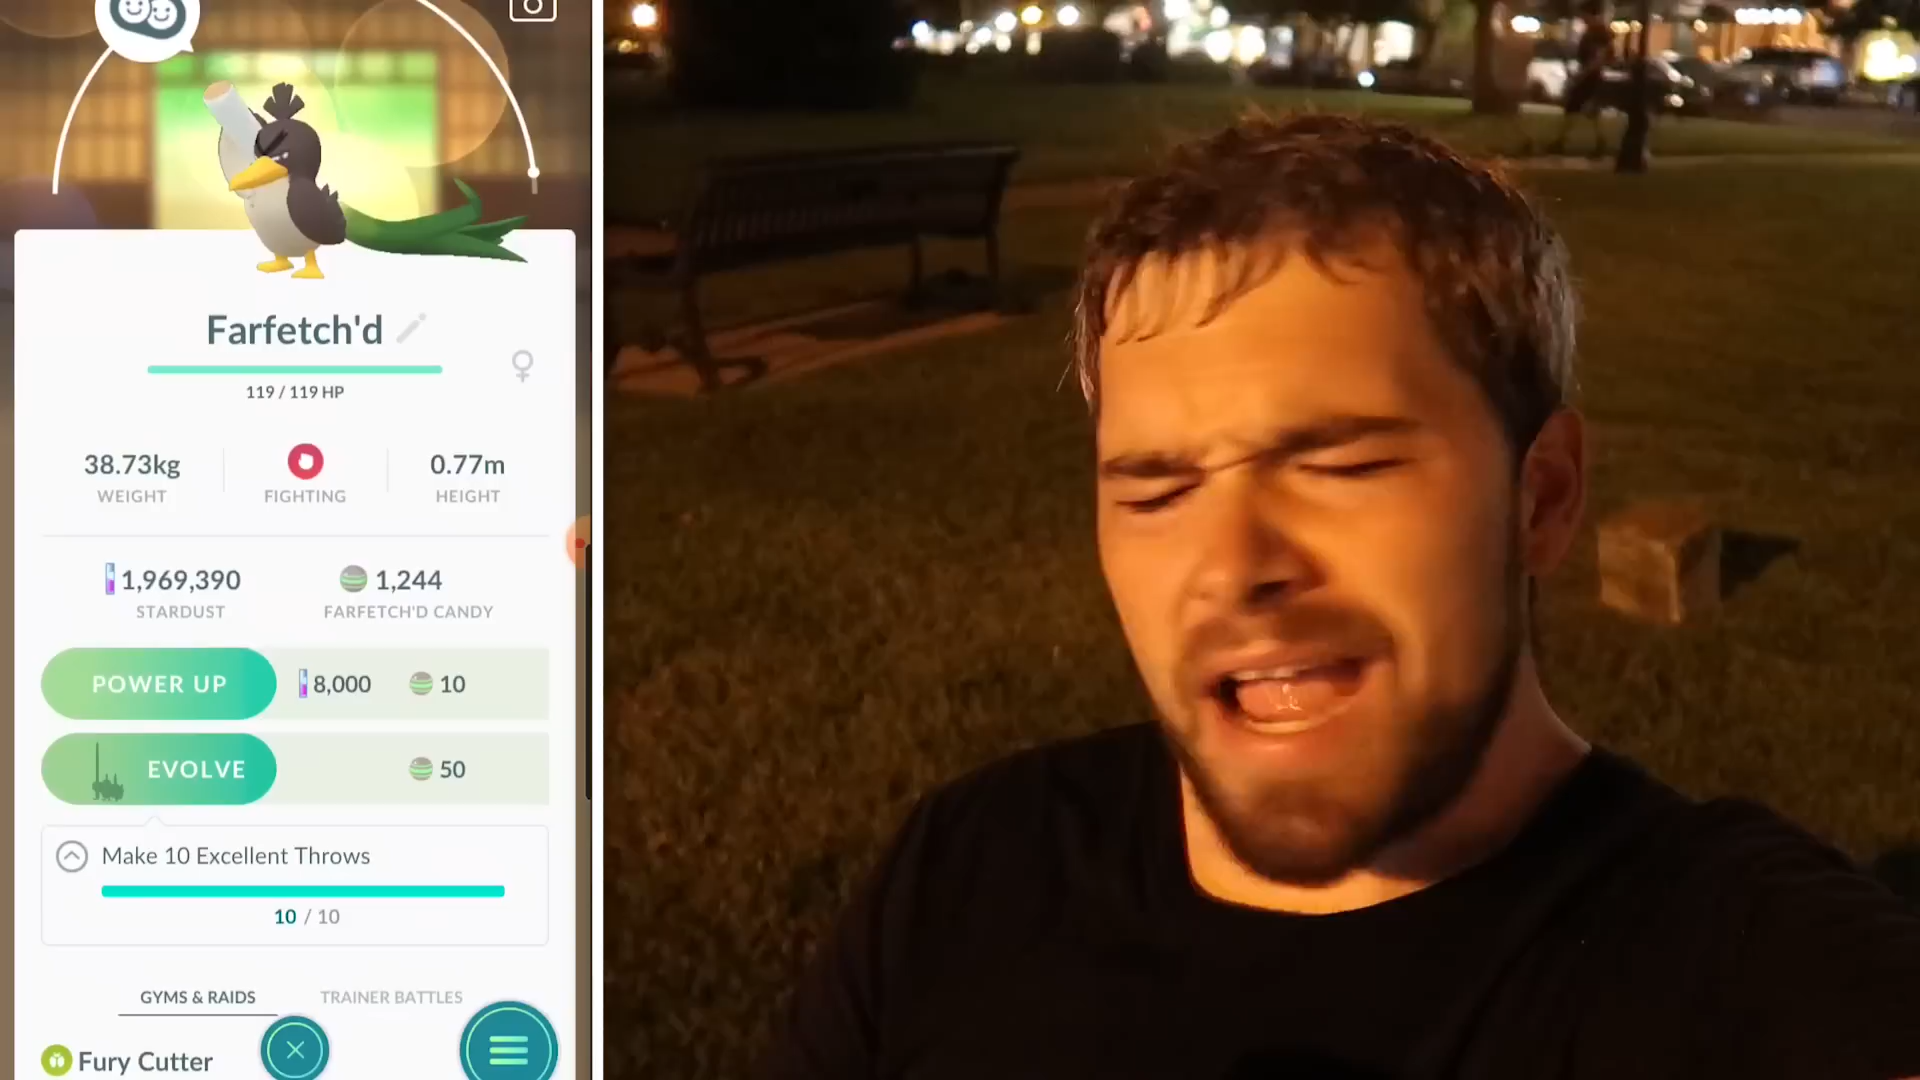 Farfetch'd
119 / 119 HP
38.73kg
WEIGHT
FIGHTING
0.77m
HEIGHT
1,969,390
STARDUST
1,244
FARFETCH'D CANDY
POWER UP 8,000 10
EVOLVE 50
Make 10 Excellent Throws
10 / 10
GYMS & RAIDS TRAINER BATTLES
Fury Cutter